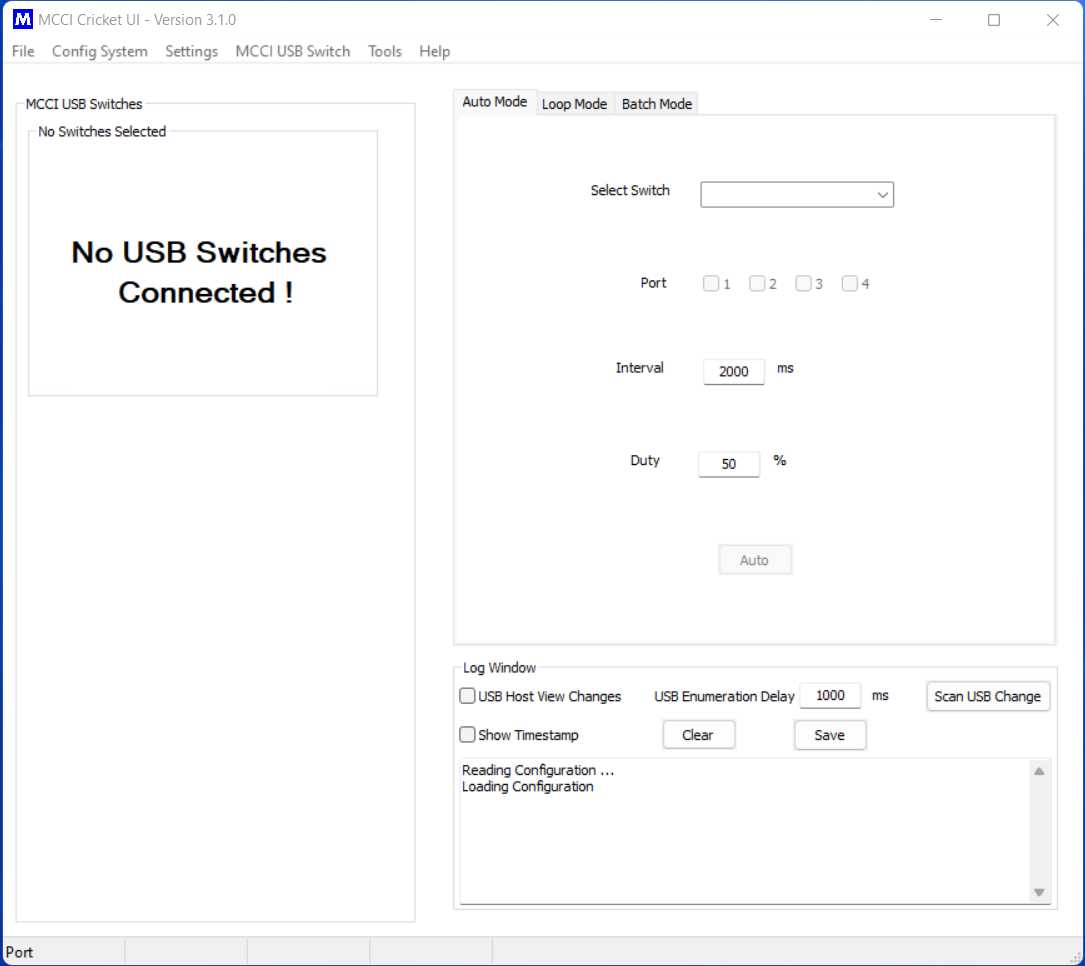 M MCCI Cricket UI - Version 3.1.0
File Config System Settings MCCI USB Switch Tools Help
MCCI USB Switches
No Switches Selected
No USB Switches
Connected !
Auto Mode Loop Mode Batch Mode
Select Switch
Port 1 2 3 4
Interval 2000 ms
Duty 50 %
Auto
Log Window
USB Host View Changes USB Enumeration Delay 1000 ms Scan USB Change
Show Timestamp Clear Save
Reading Configuration ...
Loading Configuration
Port